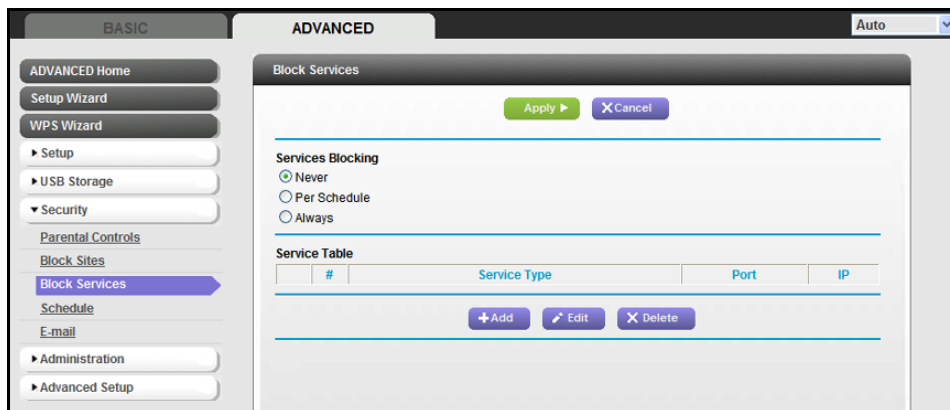 BASIC
ADVANCED
Auto
ADVANCED Home
Setup Wizard
WPS Wizard
Setup
USB Storage
Security
Parental Controls
Block Sites
Block Services
Schedule
E-mail
Administration
Advanced Setup
Block Services
Apply
Cancel
Services Blocking
Never
Per Schedule
Always
Service Table
# Service Type Port IP
Add Edit Delete